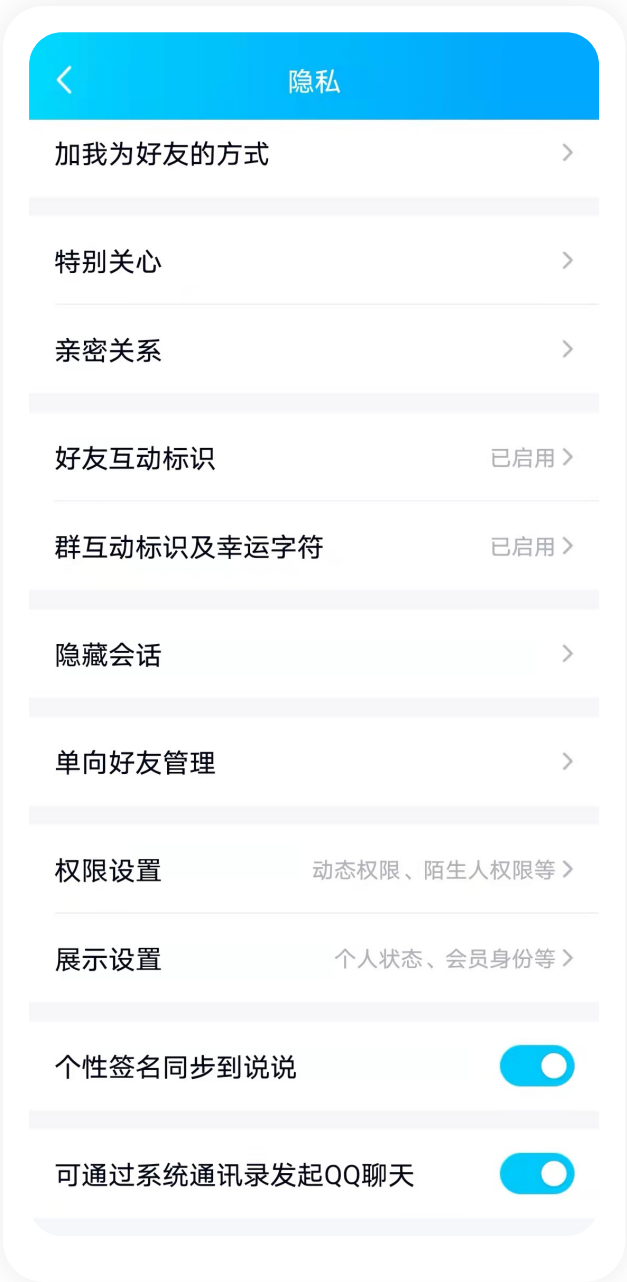 隐私
加我为好友的方式
特别关心
亲密关系
好友互动标识 已启用
群互动标识及幸运字符 已启用
隐藏会话
单向好友管理
权限设置 动态权限、陌生人权限等
展示设置 个人状态、会员身份等
个性签名同步到说说
可通过系统通讯录发起QQ聊天